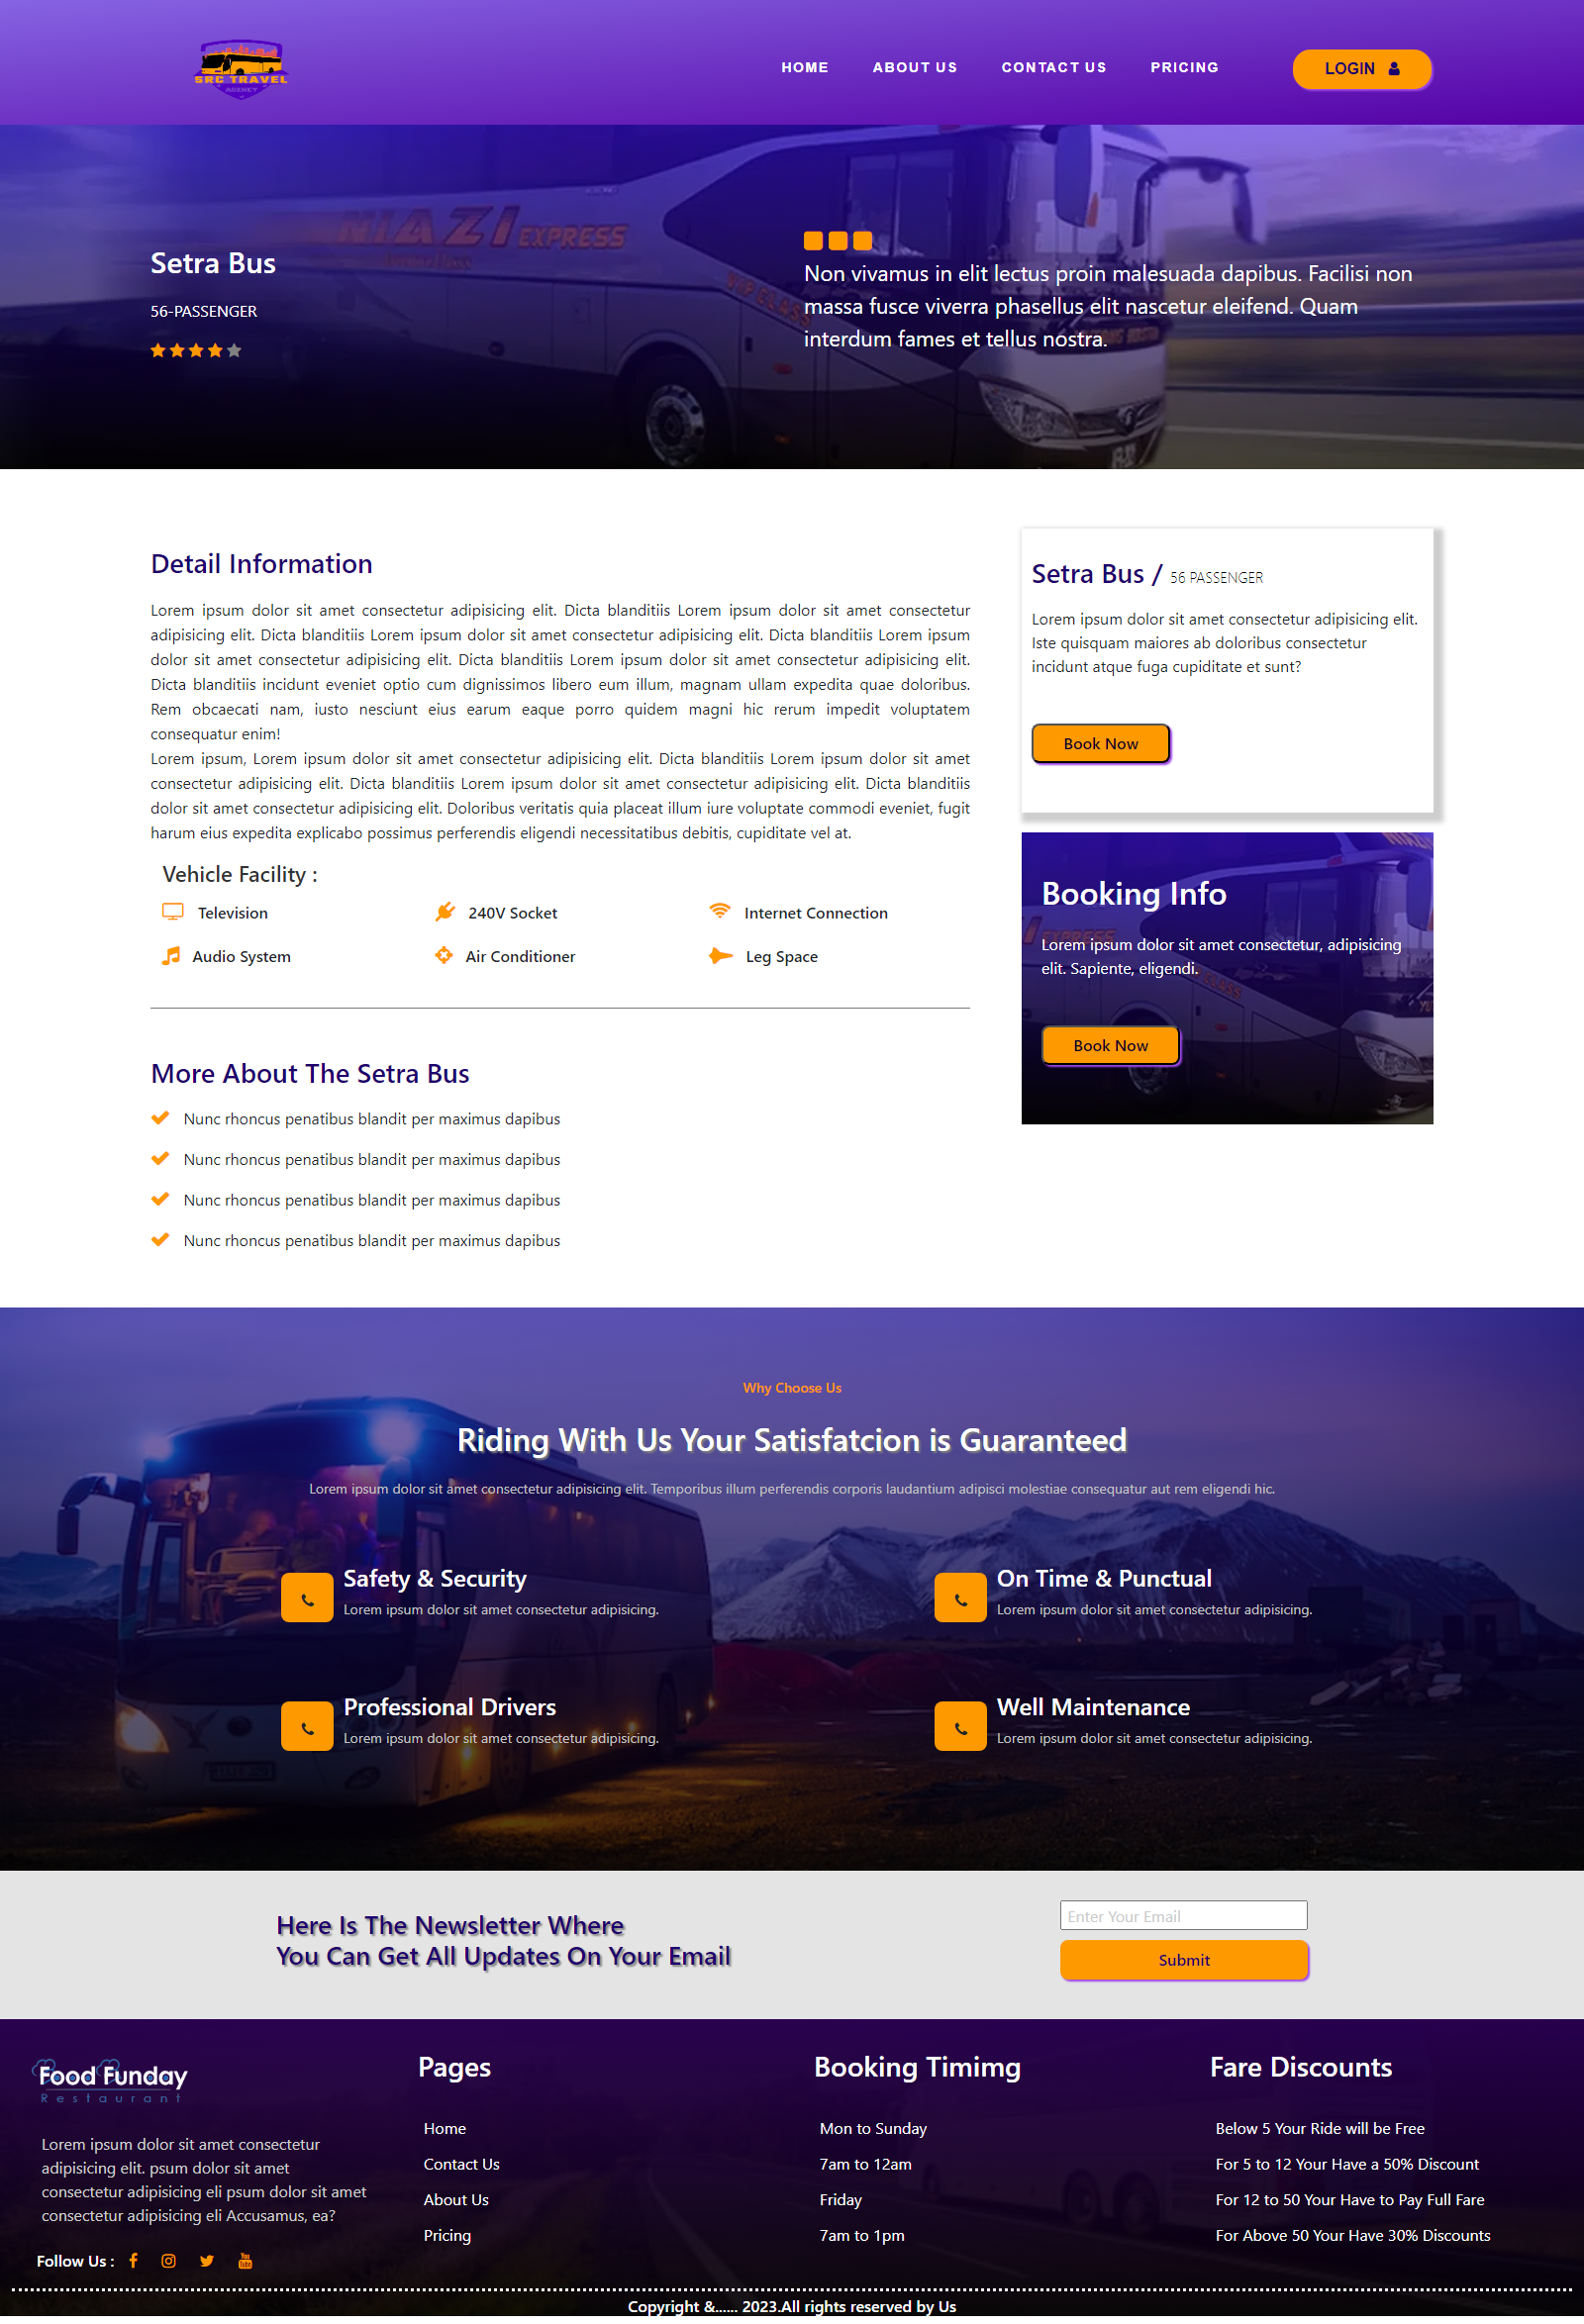 SRC TRAVEL
AGENCY
HOME
ABOUT US
CONTACT US
PRICING
LOGIN
NIAZI EXPRESS
Setra Bus
56-PASSENGER
Non vivamus in elit lectus proin malesuada dapibus. Facilisi non
massa fusce viverra phasellus elit nascetur eleifend. Quam
interdum fames et tellus nostra.
Detail Information
Lorem ipsum dolor sit amet consectetur adipisicing elit. Dicta blanditiis Lorem ipsum dolor sit amet consectetur
adipisicing elit. Dicta blanditiis Lorem ipsum dolor sit amet consectetur adipisicing elit. Dicta blanditiis Lorem ipsum
dolor sit amet consectetur adipisicing elit. Dicta blanditiis Lorem ipsum dolor sit amet consectetur adipisicing elit.
Dicta blanditiis incidunt eveniet optio cum dignissimos libero eum illum, magnam ullam expedita quae doloribus.
Rem obcaecati nam, iusto nesciunt eius earum eaque porro quidem magni hic rerum impedit voluptatem
consequatur enim!
Lorem ipsum, Lorem ipsum dolor sit amet consectetur adipisicing elit. Dicta blanditiis Lorem ipsum dolor sit amet
consectetur adipisicing elit. Dicta blanditiis Lorem ipsum dolor sit amet consectetur adipisicing elit. Dicta blanditiis
dolor sit amet consectetur adipisicing elit. Doloribus veritatis quia placeat illum iure voluptate commodi eveniet, fugit
harum eius expedita explicabo possimus perferendis eligendi necessitatibus debitis, cupiditate vel at.
Vehicle Facility :
Television
240V Socket
Internet Connection
Audio System
Air Conditioner
Leg Space
More About The Setra Bus
Nunc rhoncus penatibus blandit per maximus dapibus
Nunc rhoncus penatibus blandit per maximus dapibus
Nunc rhoncus penatibus blandit per maximus dapibus
Nunc rhoncus penatibus blandit per maximus dapibus
Setra Bus / 56 PASSENGER
Lorem ipsum dolor sit amet consectetur adipisicing elit.
Iste quisquam maiores ab doloribus consectetur
incidunt atque fuga cupiditate et sunt?
Book Now
Booking Info
Lorem ipsum dolor sit amet consectetur, adipisicing
elit. Sapiente, eligendi.
Book Now
Why Choose Us
Riding With Us Your Satisfatcion is Guaranteed
Lorem ipsum dolor sit amet consectetur adipisicing elit. Temporibus illum perferendis corporis laudantium adipisci molestiae consequatur aut rem eligendi hic.
Safety & Security
Lorem ipsum dolor sit amet consectetur adipisicing.
On Time & Punctual
Lorem ipsum dolor sit amet consectetur adipisicing.
Professional Drivers
Lorem ipsum dolor sit amet consectetur adipisicing.
Well Maintenance
Lorem ipsum dolor sit amet consectetur adipisicing.
Here Is The Newsletter Where
You Can Get All Updates On Your Email
Enter Your Email
Submit
Food Funday
Restaurant
Lorem ipsum dolor sit amet consectetur
adipisicing elit. psum dolor sit amet
consectetur adipisicing eli psum dolor sit amet
consectetur adipisicing eli Accusamus, ea?
Follow Us :
Pages
Home
Contact Us
About Us
Pricing
Booking Timimg
Mon to Sunday
7am to 12am
Friday
7am to 1pm
Fare Discounts
Below 5 Your Ride will be Free
For 5 to 12 Your Have a 50% Discount
For 12 to 50 Your Have to Pay Full Fare
For Above 50 Your Have 30% Discounts
Copyright &...... 2023.All rights reserved by Us